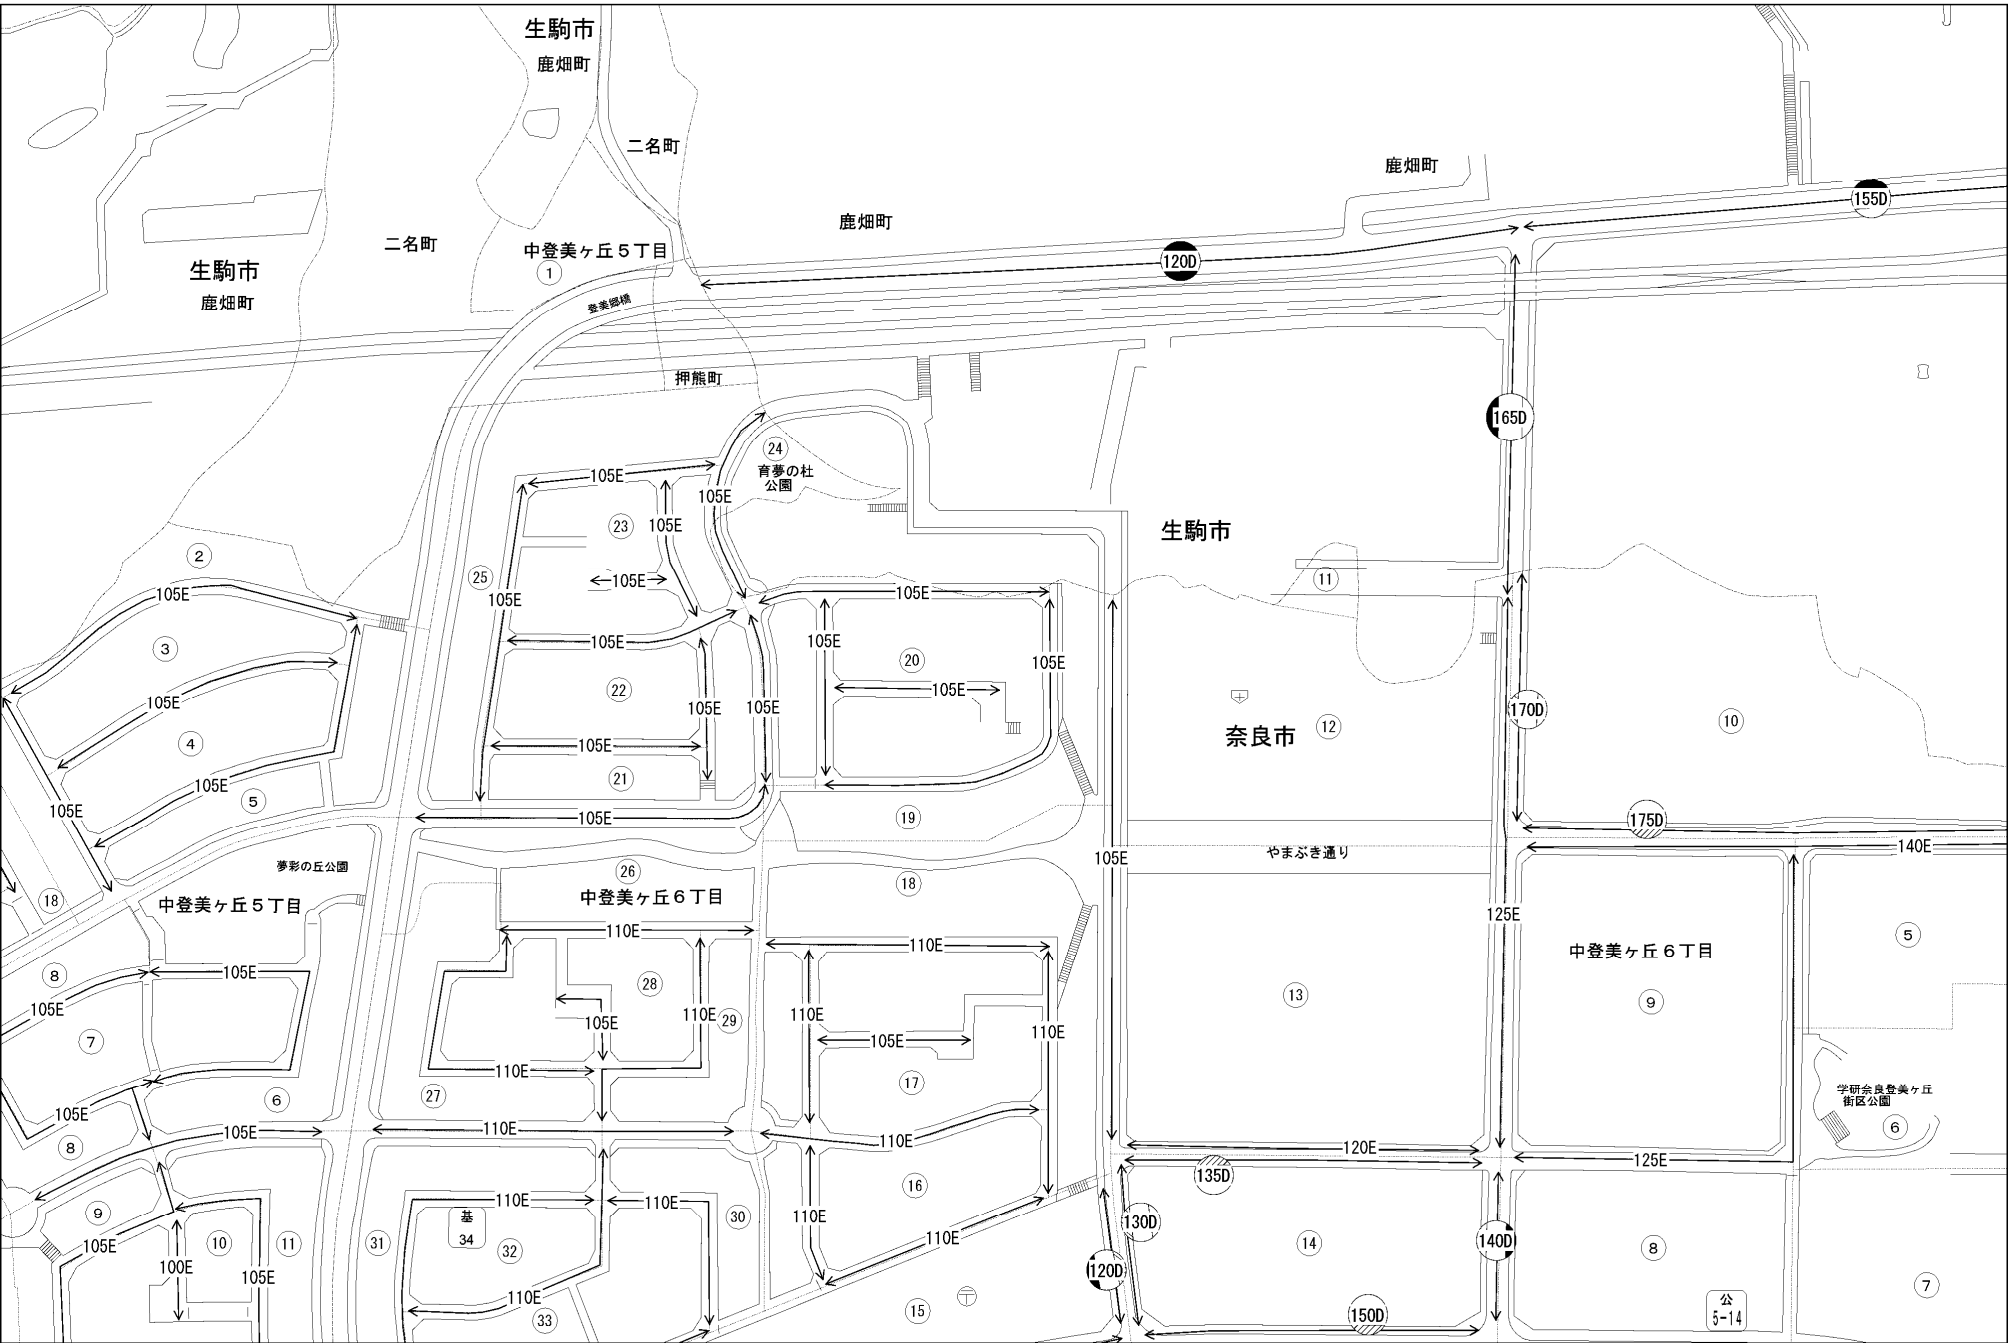 生駒市
鹿畑町
二名町
鹿畑町
鹿畑町
155D
120D
二名町
中登美ヶ丘５丁目
1
生駒市
鹿畑町
登美郷橋
押熊町
165D
24
育夢の杜
公園
105E
105E
105E
23
105E
生駒市
2
25
105E
105E
11
105E
105E
105E
105E
3
20
105E
22
105E
105E
105E
105E
12
170D
10
4
105E
奈良市
21
105E
5
105E
105E
19
175D
やまぶき通り
140E
105E
夢彩の丘公園
26
18
18
中登美ヶ丘５丁目
中登美ヶ丘６丁目
125E
5
110E
110E
中登美ヶ丘６丁目
8
105E
28
13
9
105E
105E
110E
29
110E
105E
110E
7
110E
17
学研奈良登美ヶ丘
街区公園
6
27
105E
105E
110E
110E
6
8
120E
125E
135D
16
9
110E
110E
基
34
30
110E
130D
10
11
31
32
110E
140D
14
8
105E
100E
105E
120D
7
110E
33
15
〒
150D
公
5-14